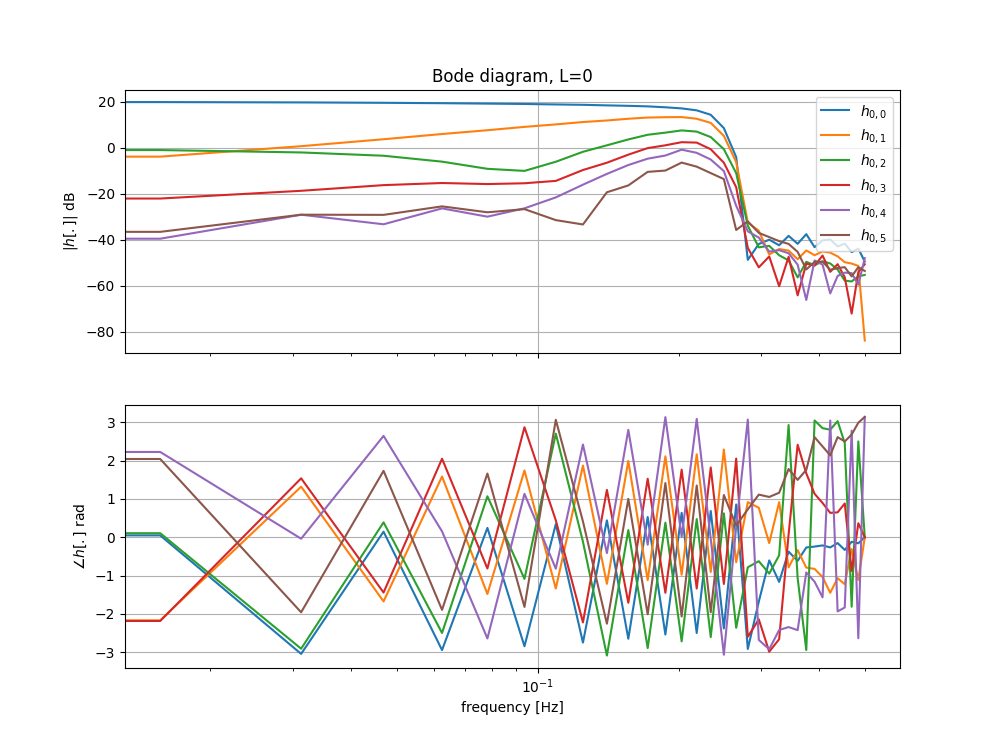 Bode diagram, L=0
|h[.]| dB
20
0
−20
−40
−60
−80
h0,0
h0,1
h0,2
h0,3
h0,4
h0,5
∠h[.] rad
3
2
1
0
−1
−2
−3
10−1
frequency [Hz]